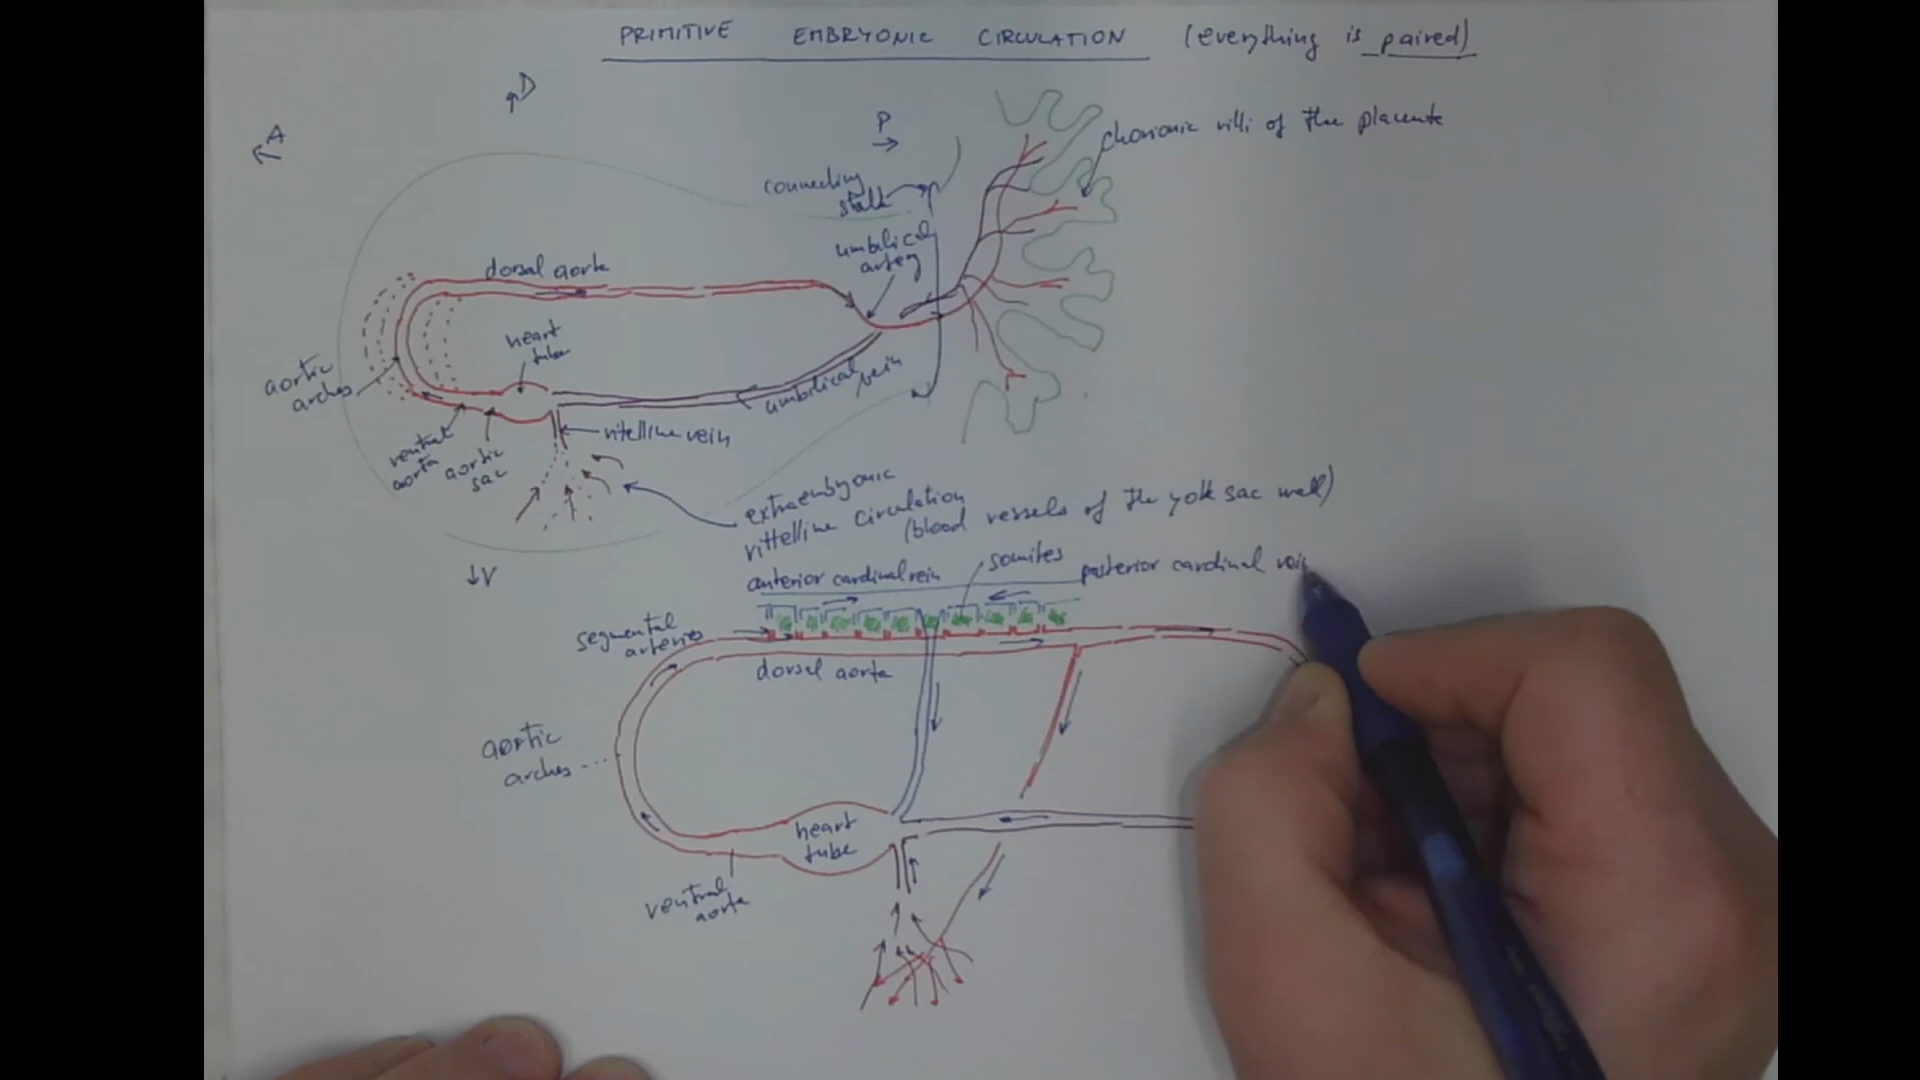 PRIMITIVE EMBRYONIC CIRCULATION (everything is paired)
D
A
P
chorionic villi of the placenta
connecting
stalk
umbilical
artery
dorsal aorta
heart
tube
aortic
arches
umbilical vein
vitelline vein
ventral
aorta
aortic
sac
extraembryonic
vittelline circulation
(blood vessels of the yolk sac wall)
V
anterior cardinal vein
somites
posterior cardinal vein
segmental
arteries
dorsal aorta
aortic
arches
heart
tube
ventral
aorta